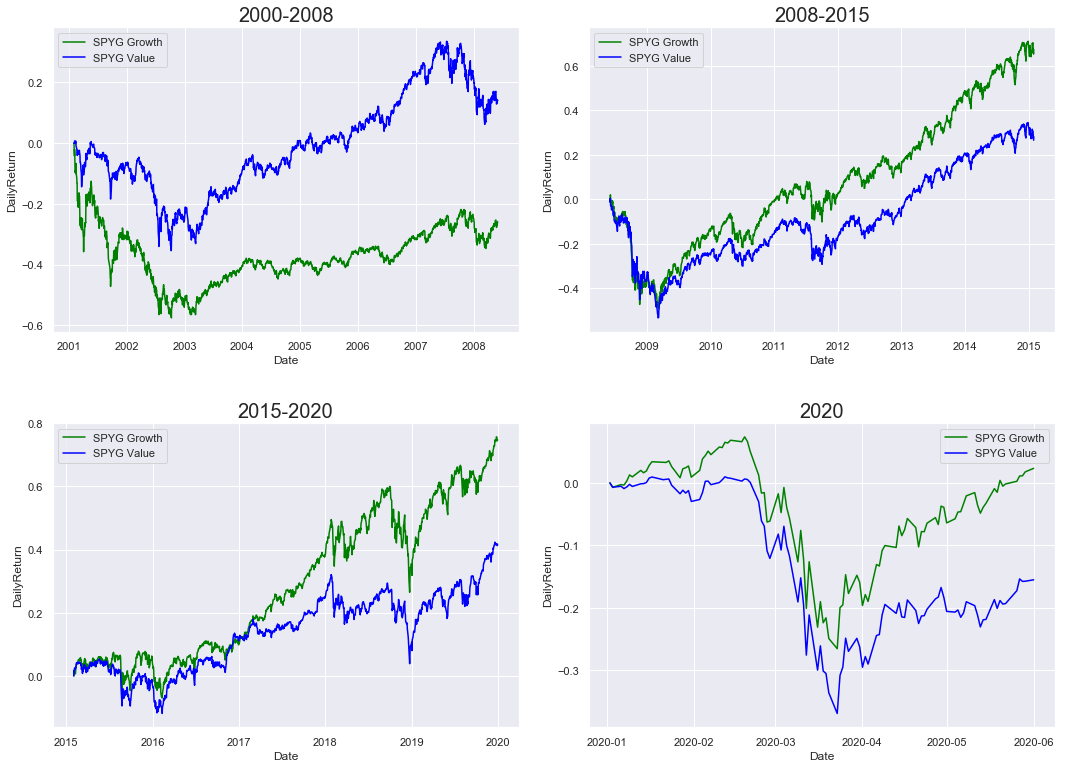 2000-2008
SPYG Growth
SPYG Value
0.2
0.0
−0.2
−0.4
−0.6
DailyReturn
2001 2002 2003 2004 2005 2006 2007 2008
Date
2008-2015
SPYG Growth
SPYG Value
0.6
0.4
0.2
0.0
−0.2
−0.4
DailyReturn
2009 2010 2011 2012 2013 2014 2015
Date
2015-2020
SPYG Growth
SPYG Value
0.8
0.6
0.4
0.2
0.0
DailyReturn
2015 2016 2017 2018 2019 2020
Date
2020
SPYG Growth
SPYG Value
0.0
−0.1
−0.2
−0.3
DailyReturn
2020-01 2020-02 2020-03 2020-04 2020-05 2020-06
Date